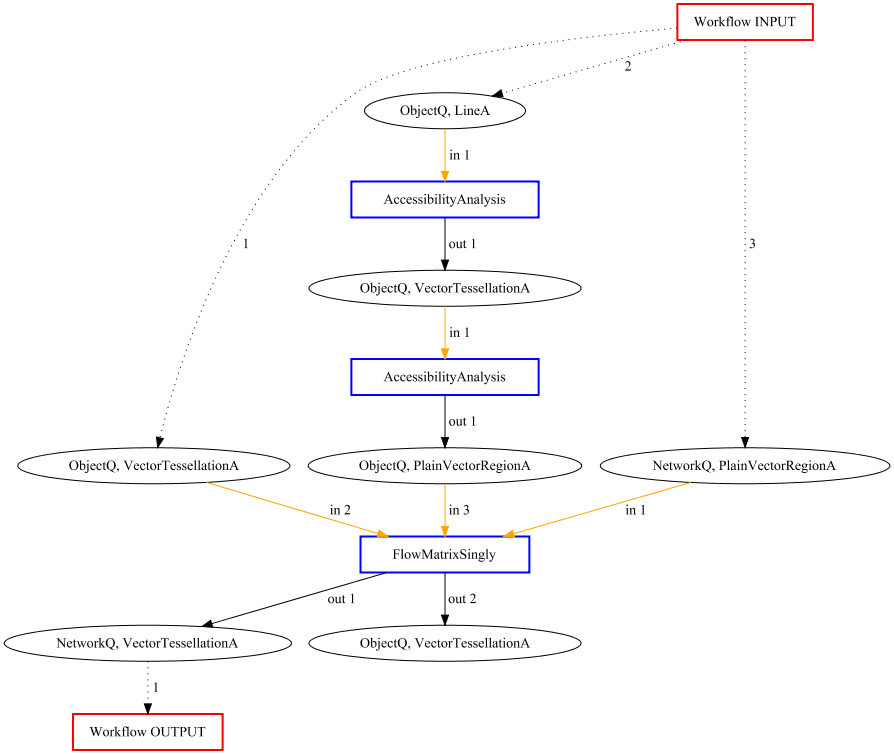 Workflow INPUT
2
ObjectQ, LineA
in 1
AccessibilityAnalysis
1
out 1
3
ObjectQ, VectorTessellationA
in 1
AccessibilityAnalysis
out 1
ObjectQ, VectorTessellationA
ObjectQ, PlainVectorRegionA
NetworkQ, PlainVectorRegionA
in 2
in 3
in 1
FlowMatrixSingly
out 1
out 2
NetworkQ, VectorTessellationA
ObjectQ, VectorTessellationA
1
Workflow OUTPUT